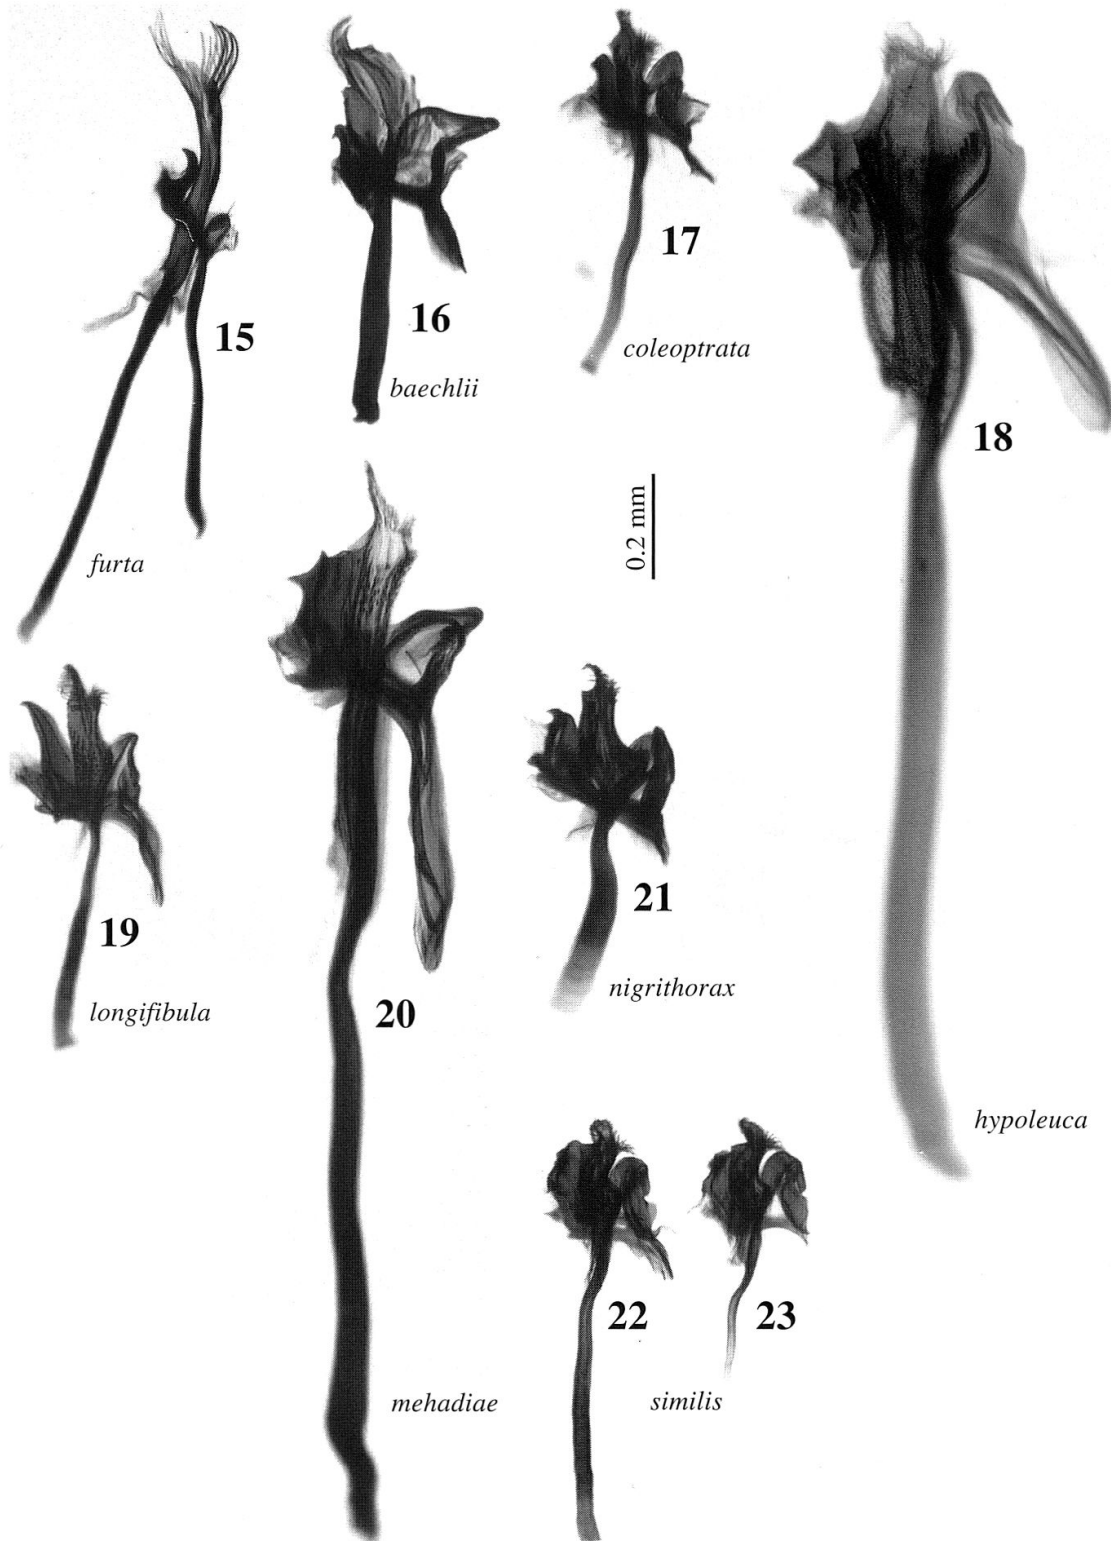 15
furta
16
baechlii
17
coleoptrata
18
hypoleuca
0.2 mm
19
longifibula
20
mehadiae
21
nigrithorax
22
23
similis